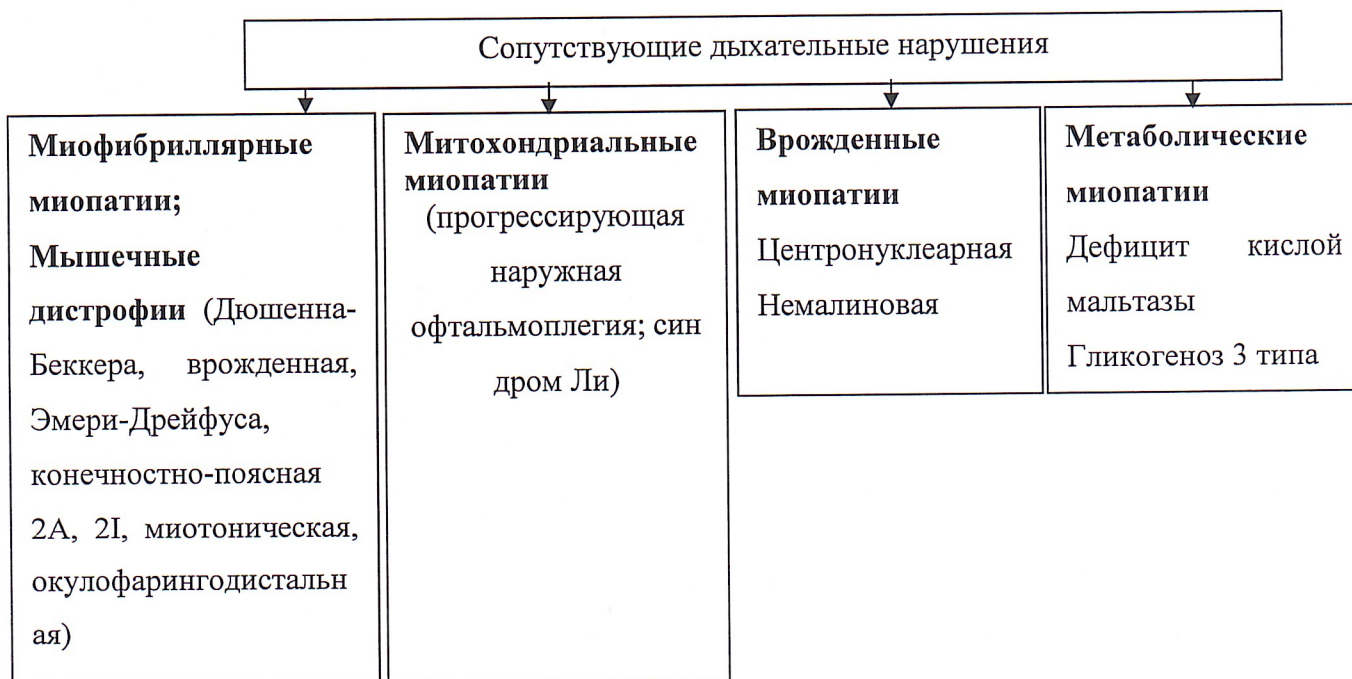 Сопутствующие дыхательные нарушения
Миофибриллярные
миопатии;
Мышечные
дистрофии (Дюшенна-
Беккера, врожденная,
Эмери-Дрейфуса,
конечностно-поясная
2А, 2I, миотоническая,
окулофарингодистальн
ая)
Митохондриальные
миопатии
(прогрессирующая
наружная
офтальмоплегия; син
дром Ли)
Врожденные
миопатии
Центронуклеарная
Немалиновая
Метаболические
миопатии
Дефицит кислой
мальтазы
Гликогеноз 3 типа